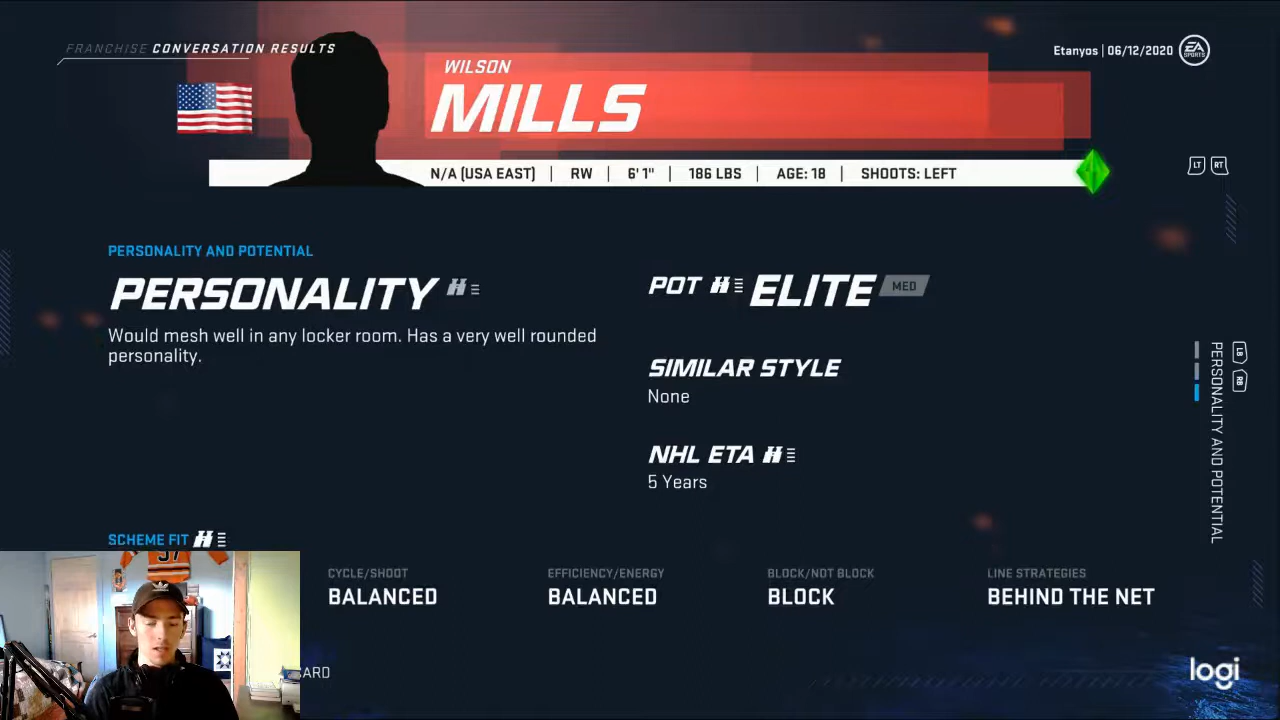 FRANCHISE CONVERSATION RESULTS
Etanyos | 06/12/2020
EA SPORTS
WILSON
MILLS
N/A (USA EAST) | RW | 6' 1" | 186 LBS | AGE: 18 | SHOOTS: LEFT
LT RT
PERSONALITY AND POTENTIAL
PERSONALITY
Would mesh well in any locker room. Has a very well rounded
personality.
POT ELITE MED
SIMILAR STYLE
None
NHL ETA
5 Years
LB
RB
PERSONALITY AND POTENTIAL
SCHEME FIT
CYCLE/SHOOT
BALANCED
EFFICIENCY/ENERGY
BALANCED
BLOCK/NOT BLOCK
BLOCK
LINE STRATEGIES
BEHIND THE NET
97
logi